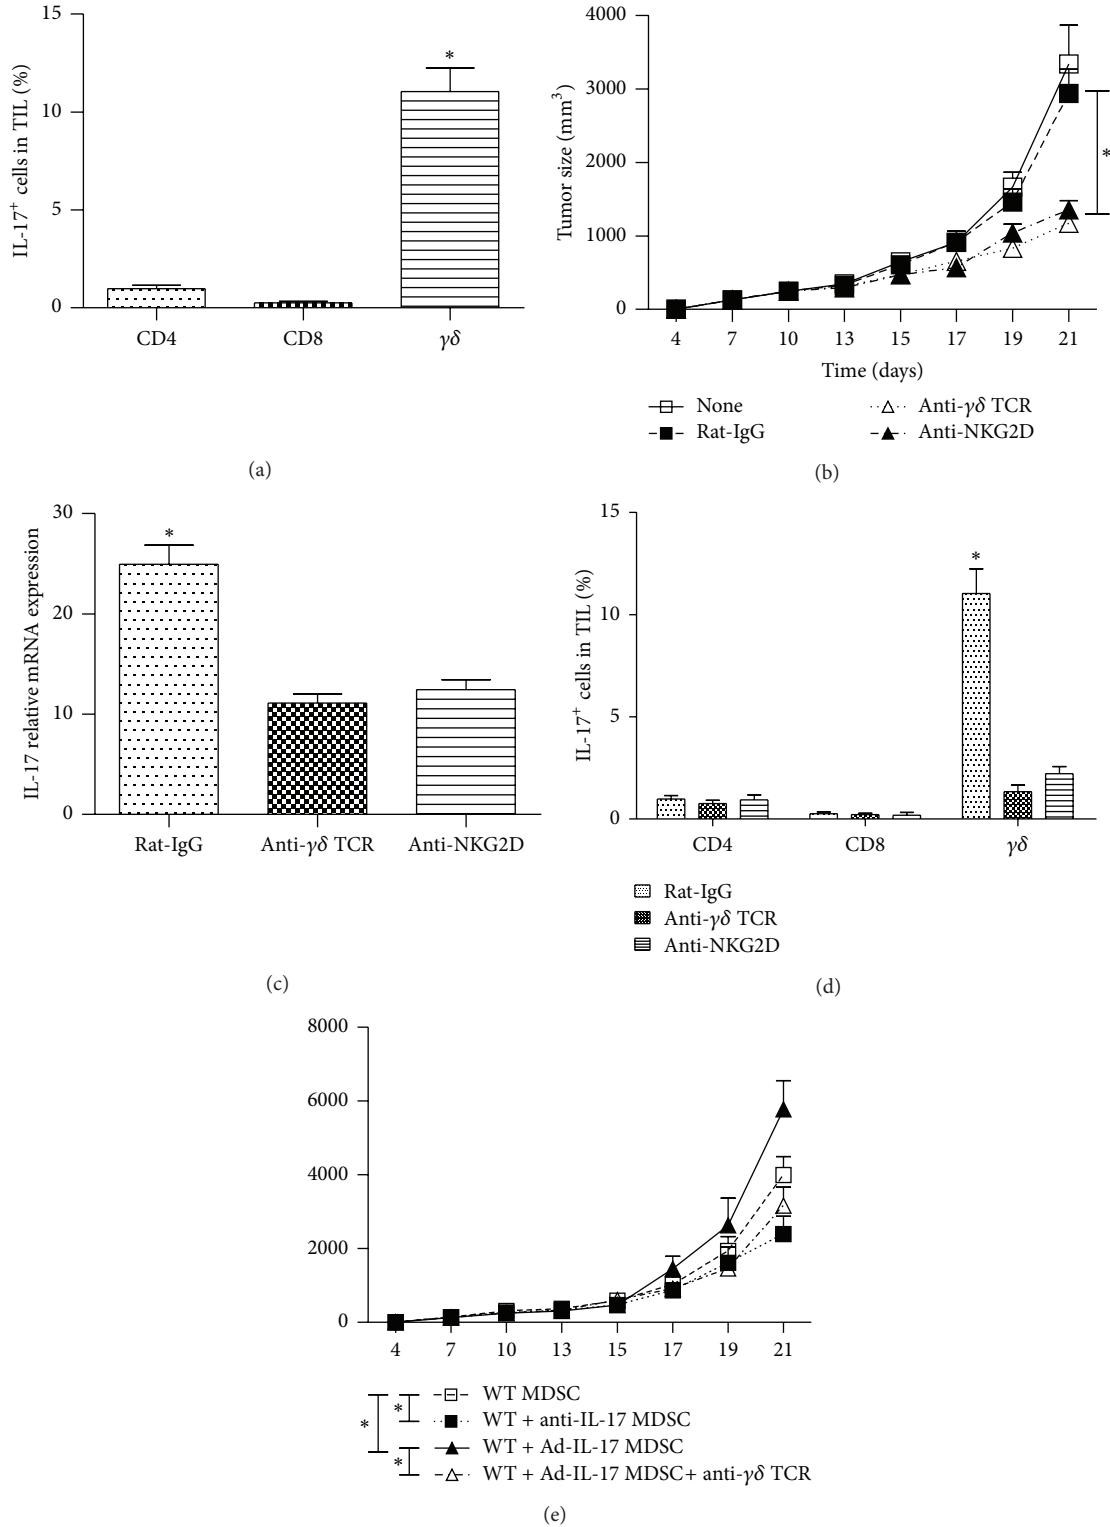 15
10
5
0
IL-17+ cells in TIL (%)
*
CD4
CD8
γδ
(a)
4000
3000
2000
1000
0
Tumor size (mm3)
*
4
7
10
13
15
17
19
21
Time (days)
None
Rat-IgG
Anti-γδ TCR
Anti-NKG2D
(b)
30
20
10
0
IL-17 relative mRNA expression
*
Rat-IgG
Anti-γδ TCR
Anti-NKG2D
(c)
15
10
5
0
IL-17+ cells in TIL (%)
*
CD4
CD8
γδ
Rat-IgG
Anti-γδ TCR
Anti-NKG2D
(d)
8000
6000
4000
2000
0
4
7
10
13
15
17
19
21
*
*
*
WT MDSC
WT + anti-IL-17 MDSC
WT + Ad-IL-17 MDSC
WT + Ad-IL-17 MDSC+ anti-γδ TCR
(e)